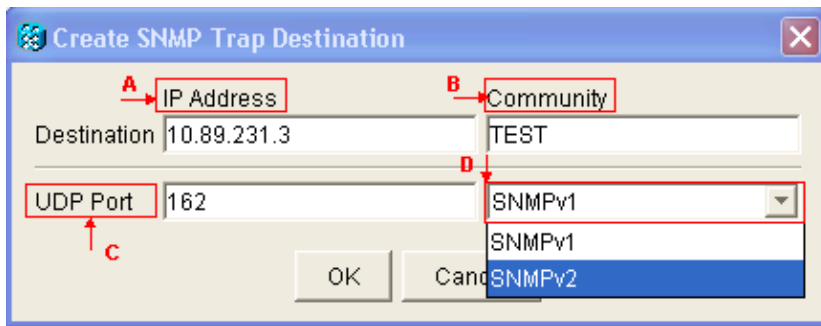 Create SNMP Trap Destination
A IP Address B Community
Destination 10.89.231.3 TEST
D
UDP Port 162 SNMPv1
C SNMPv1
OK SNMPv2